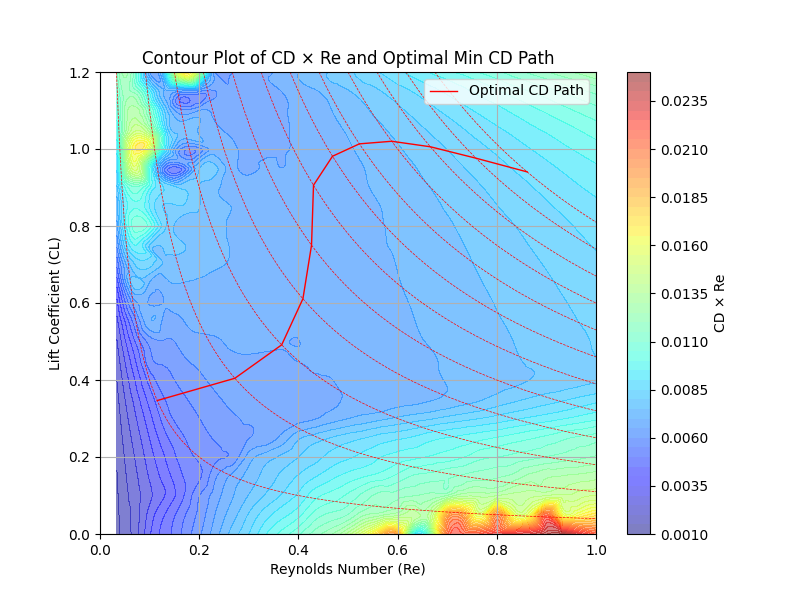 Contour Plot of CD × Re and Optimal Min CD Path
Optimal CD Path
1.2
1.0
0.8
0.6
0.4
0.2
0.0
Lift Coefficient (CL)
0.0 0.2 0.4 0.6 0.8 1.0
Reynolds Number (Re)
0.0235
0.0210
0.0185
0.0160
0.0135
0.0110
0.0085
0.0060
0.0035
0.0010
CD × Re